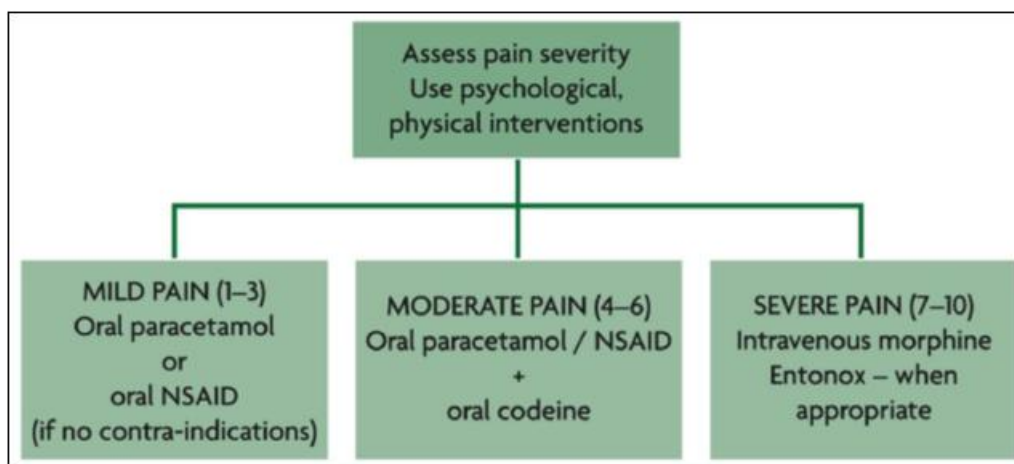 Assess pain severity
Use psychological,
physical interventions
MILD PAIN (1–3)
Oral paracetamol
or
oral NSAID
(if no contra-indications)
MODERATE PAIN (4–6)
Oral paracetamol / NSAID
+
oral codeine
SEVERE PAIN (7–10)
Intravenous morphine
Entonox – when
appropriate